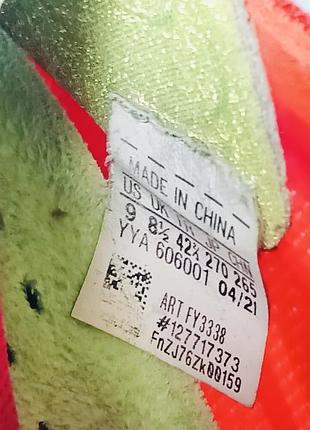 MADE IN CHINA
US UK FR JP CHN
9 8½ 42⅔ 270 265
YYA 606001 04/21
ART FY3338
#127717373
FnZJ76Zk00159